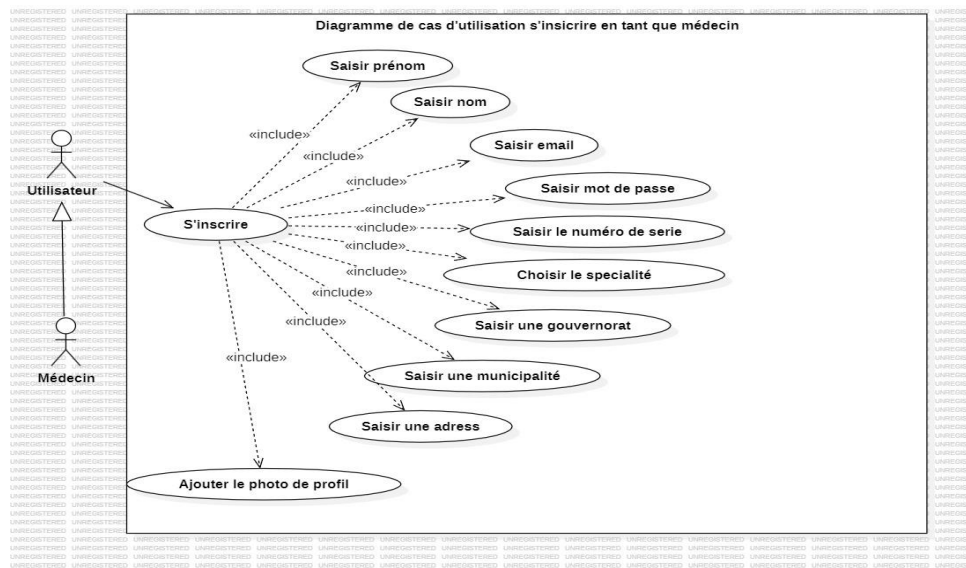 Diagramme de cas d'utilisation s'insicrire en tant que médecin
Saisir prénom
Saisir nom
«include»
Saisir email
«include»
Utilisateur
«include»
Saisir mot de passe
«include»
S'inscrire
«include»
Saisir le numéro de serie
«include»
Choisir le specialité
«include»
«include»
Saisir une gouvernorat
«include»
«include»
Médecin
Saisir une municipalité
Saisir une adress
Ajouter le photo de profil
UNREGISTERED